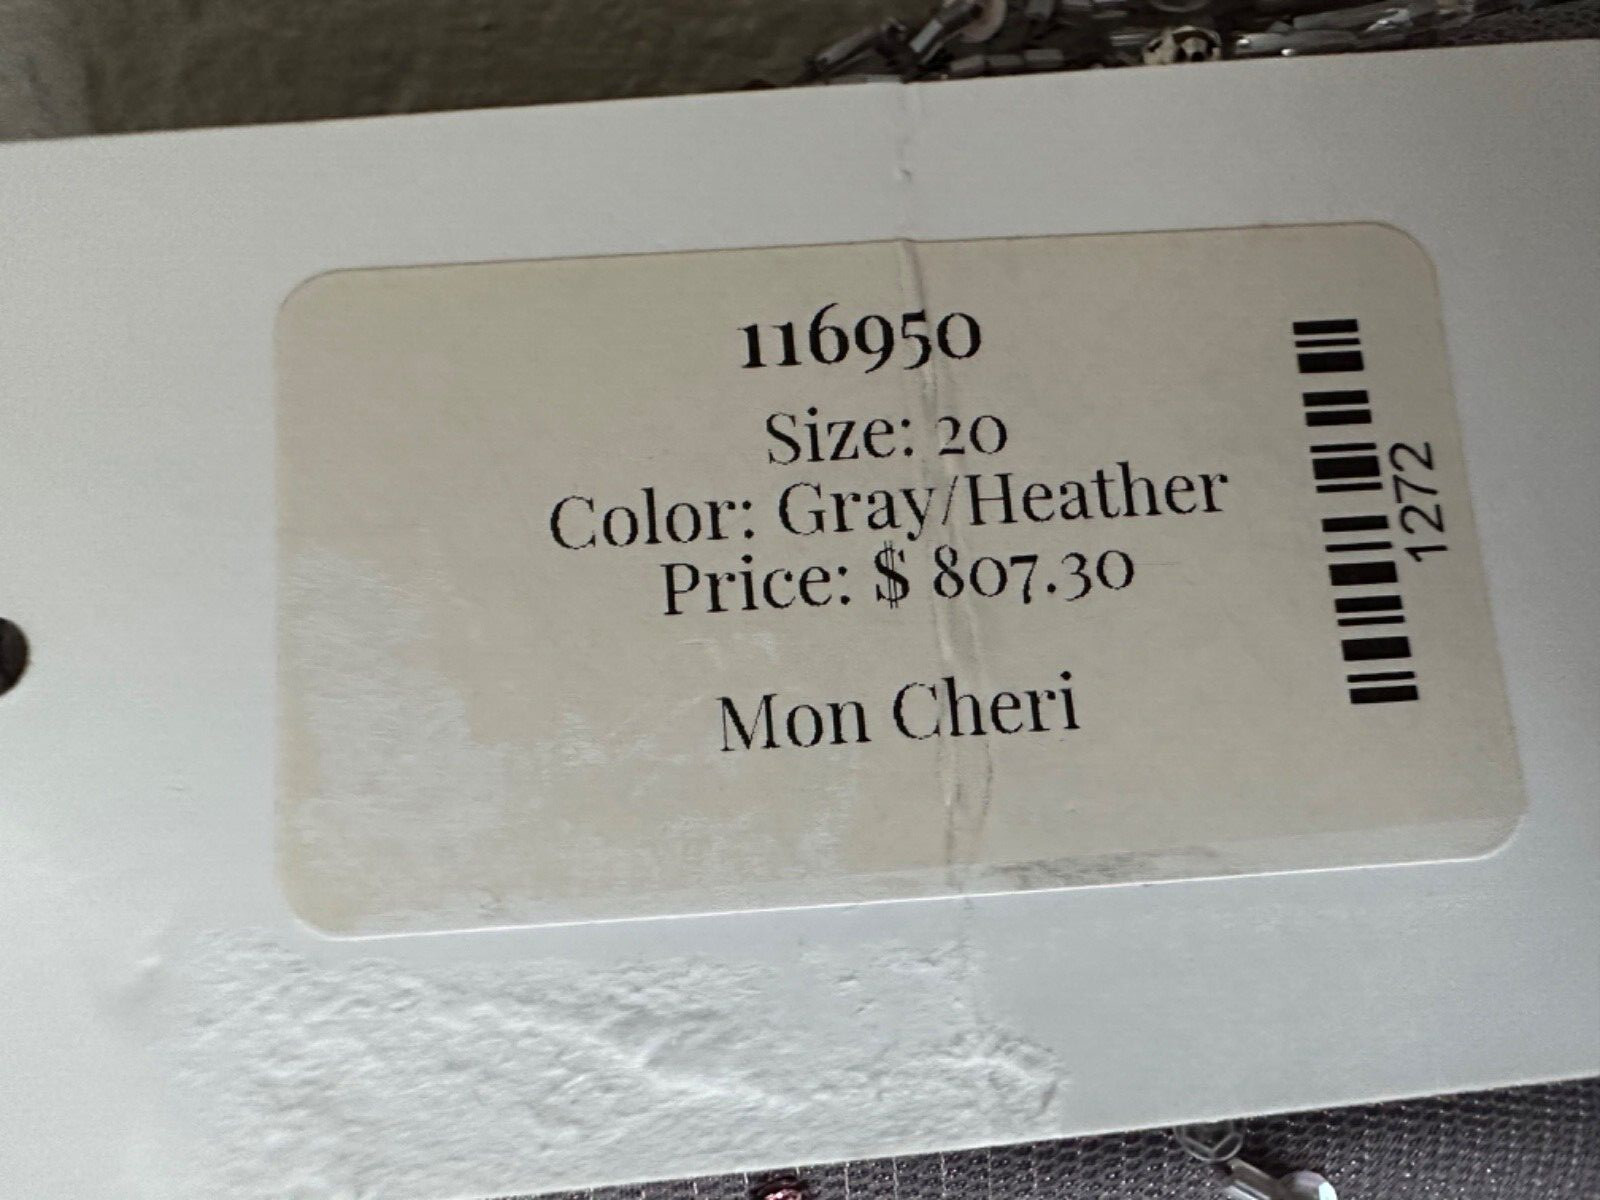 116950
Size: 20
Color: Gray/Heather
Price: $ 807.30
Mon Cheri
1272